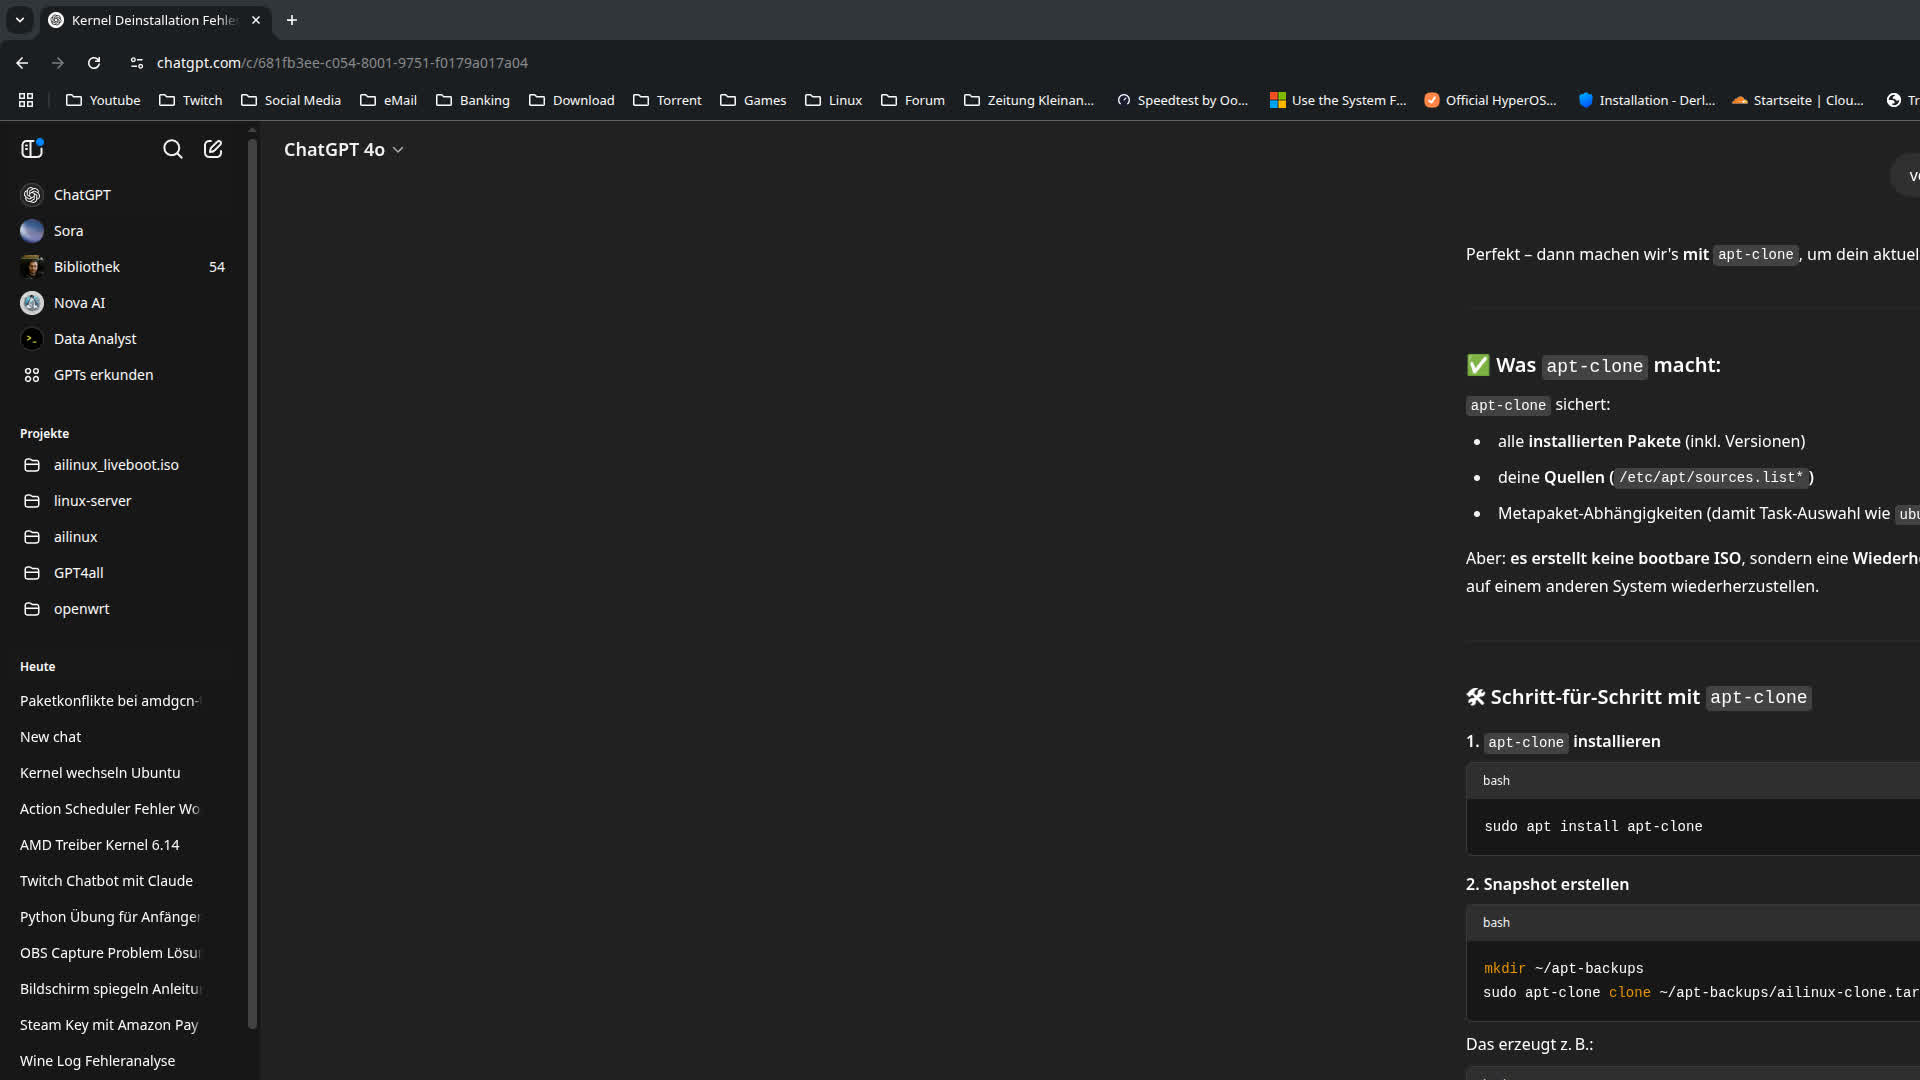 Kernel Deinstallation Fehle
chatgpt.com/c/681fb3ee-c054-8001-9751-f0179a017a04
Youtube Twitch Social Media eMail Banking Download Torrent Games Linux Forum Zeitung Kleinan... Speedtest by Oo... Use the System F... Official HyperOS... Installation - Derl... Startseite | Clou... Tr
ChatGPT 4o
ChatGPT
Sora
Bibliothek 54
Nova AI
Data Analyst
GPTs erkunden
Projekte
ailinux_liveboot.iso
linux-server
ailinux
GPT4all
openwrt
Heute
Paketkonflikte bei amdgcn-
New chat
Kernel wechseln Ubuntu
Action Scheduler Fehler Wo
AMD Treiber Kernel 6.14
Twitch Chatbot mit Claude
Python Übung für Anfänger
OBS Capture Problem Lösu
Bildschirm spiegeln Anleitu
Steam Key mit Amazon Pay
Wine Log Fehleranalyse
Perfekt – dann machen wir's mit apt-clone, um dein aktuel
✅ Was apt-clone macht:
apt-clone sichert:
• alle installierten Pakete (inkl. Versionen)
• deine Quellen (/etc/apt/sources.list*)
• Metapaket-Abhängigkeiten (damit Task-Auswahl wie ubu
Aber: es erstellt keine bootbare ISO, sondern eine Wiederhe
auf einem anderen System wiederherzustellen.
🛠 Schritt-für-Schritt mit apt-clone
1. apt-clone installieren
bash
sudo apt install apt-clone
2. Snapshot erstellen
bash
mkdir ~/apt-backups
sudo apt-clone clone ~/apt-backups/ailinux-clone.tar
Das erzeugt z. B.: